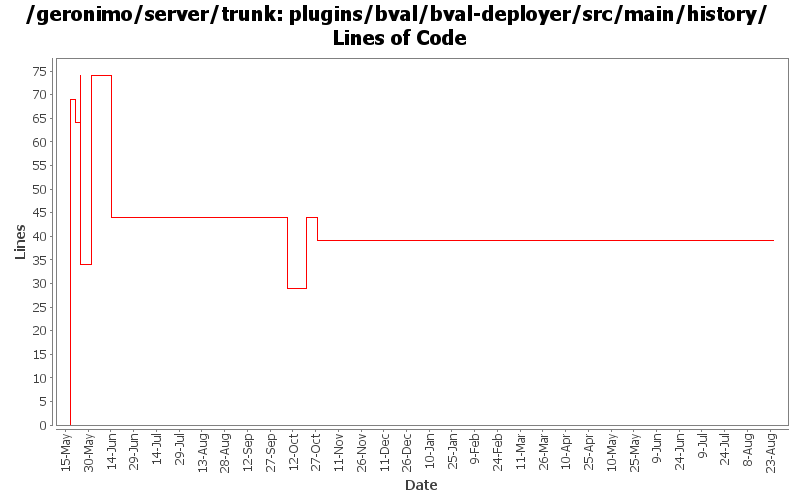 /geronimo/server/trunk: plugins/bval/bval-deployer/src/main/history/
Lines of Code
75
70
65
60
55
50
45
40
35
30
25
20
15
10
5
0
Lines
15-May
30-May
14-Jun
29-Jun
14-Jul
29-Jul
13-Aug
28-Aug
12-Sep
27-Sep
12-Oct
27-Oct
11-Nov
26-Nov
11-Dec
26-Dec
10-Jan
25-Jan
9-Feb
24-Feb
11-Mar
26-Mar
10-Apr
25-Apr
10-May
25-May
9-Jun
24-Jun
9-Jul
24-Jul
8-Aug
23-Aug
Date